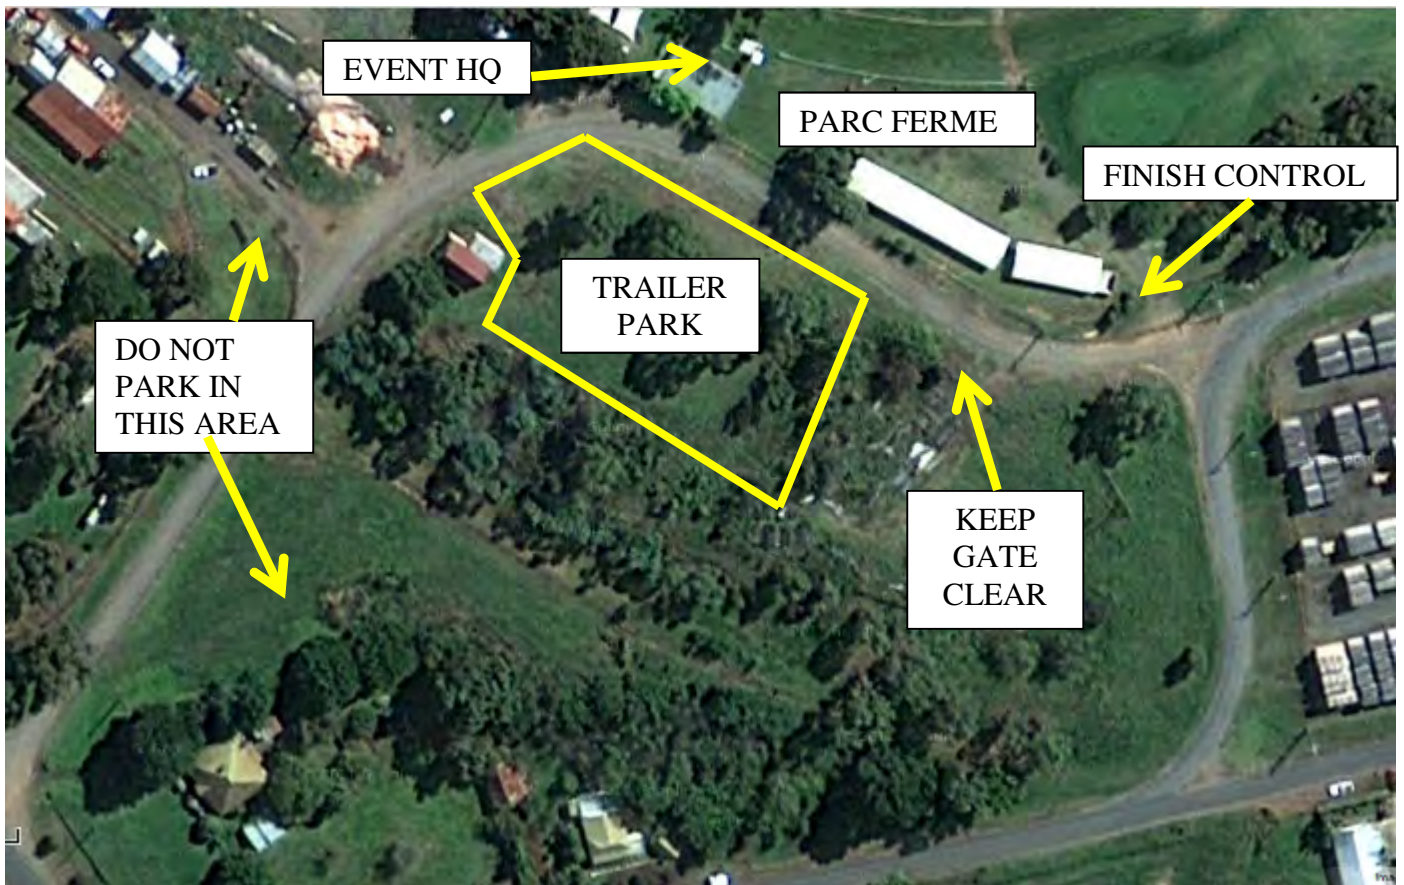 EVENT HQ
PARC FERME
FINISH CONTROL
TRAILER
PARK
DO NOT
PARK IN
THIS AREA
KEEP
GATE
CLEAR